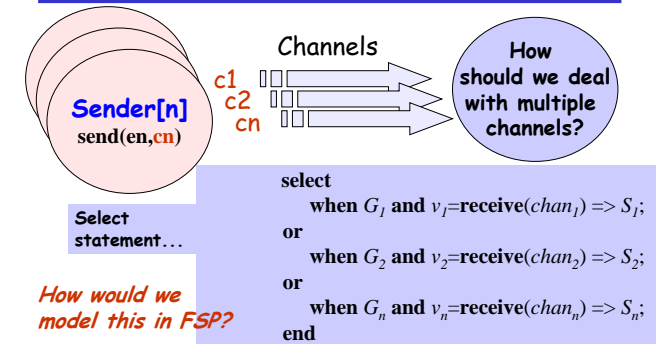 Channels
How
should we deal
with multiple
channels?
c1
c2
cn
Sender[n]
send(en,cn)
Select
statement...
select
when G1 and v1=receive(chan1) => S1;
or
when G2 and v2=receive(chan2) => S2;
or
when Gn and vn=receive(chann) => Sn;
end
How would we
model this in FSP?